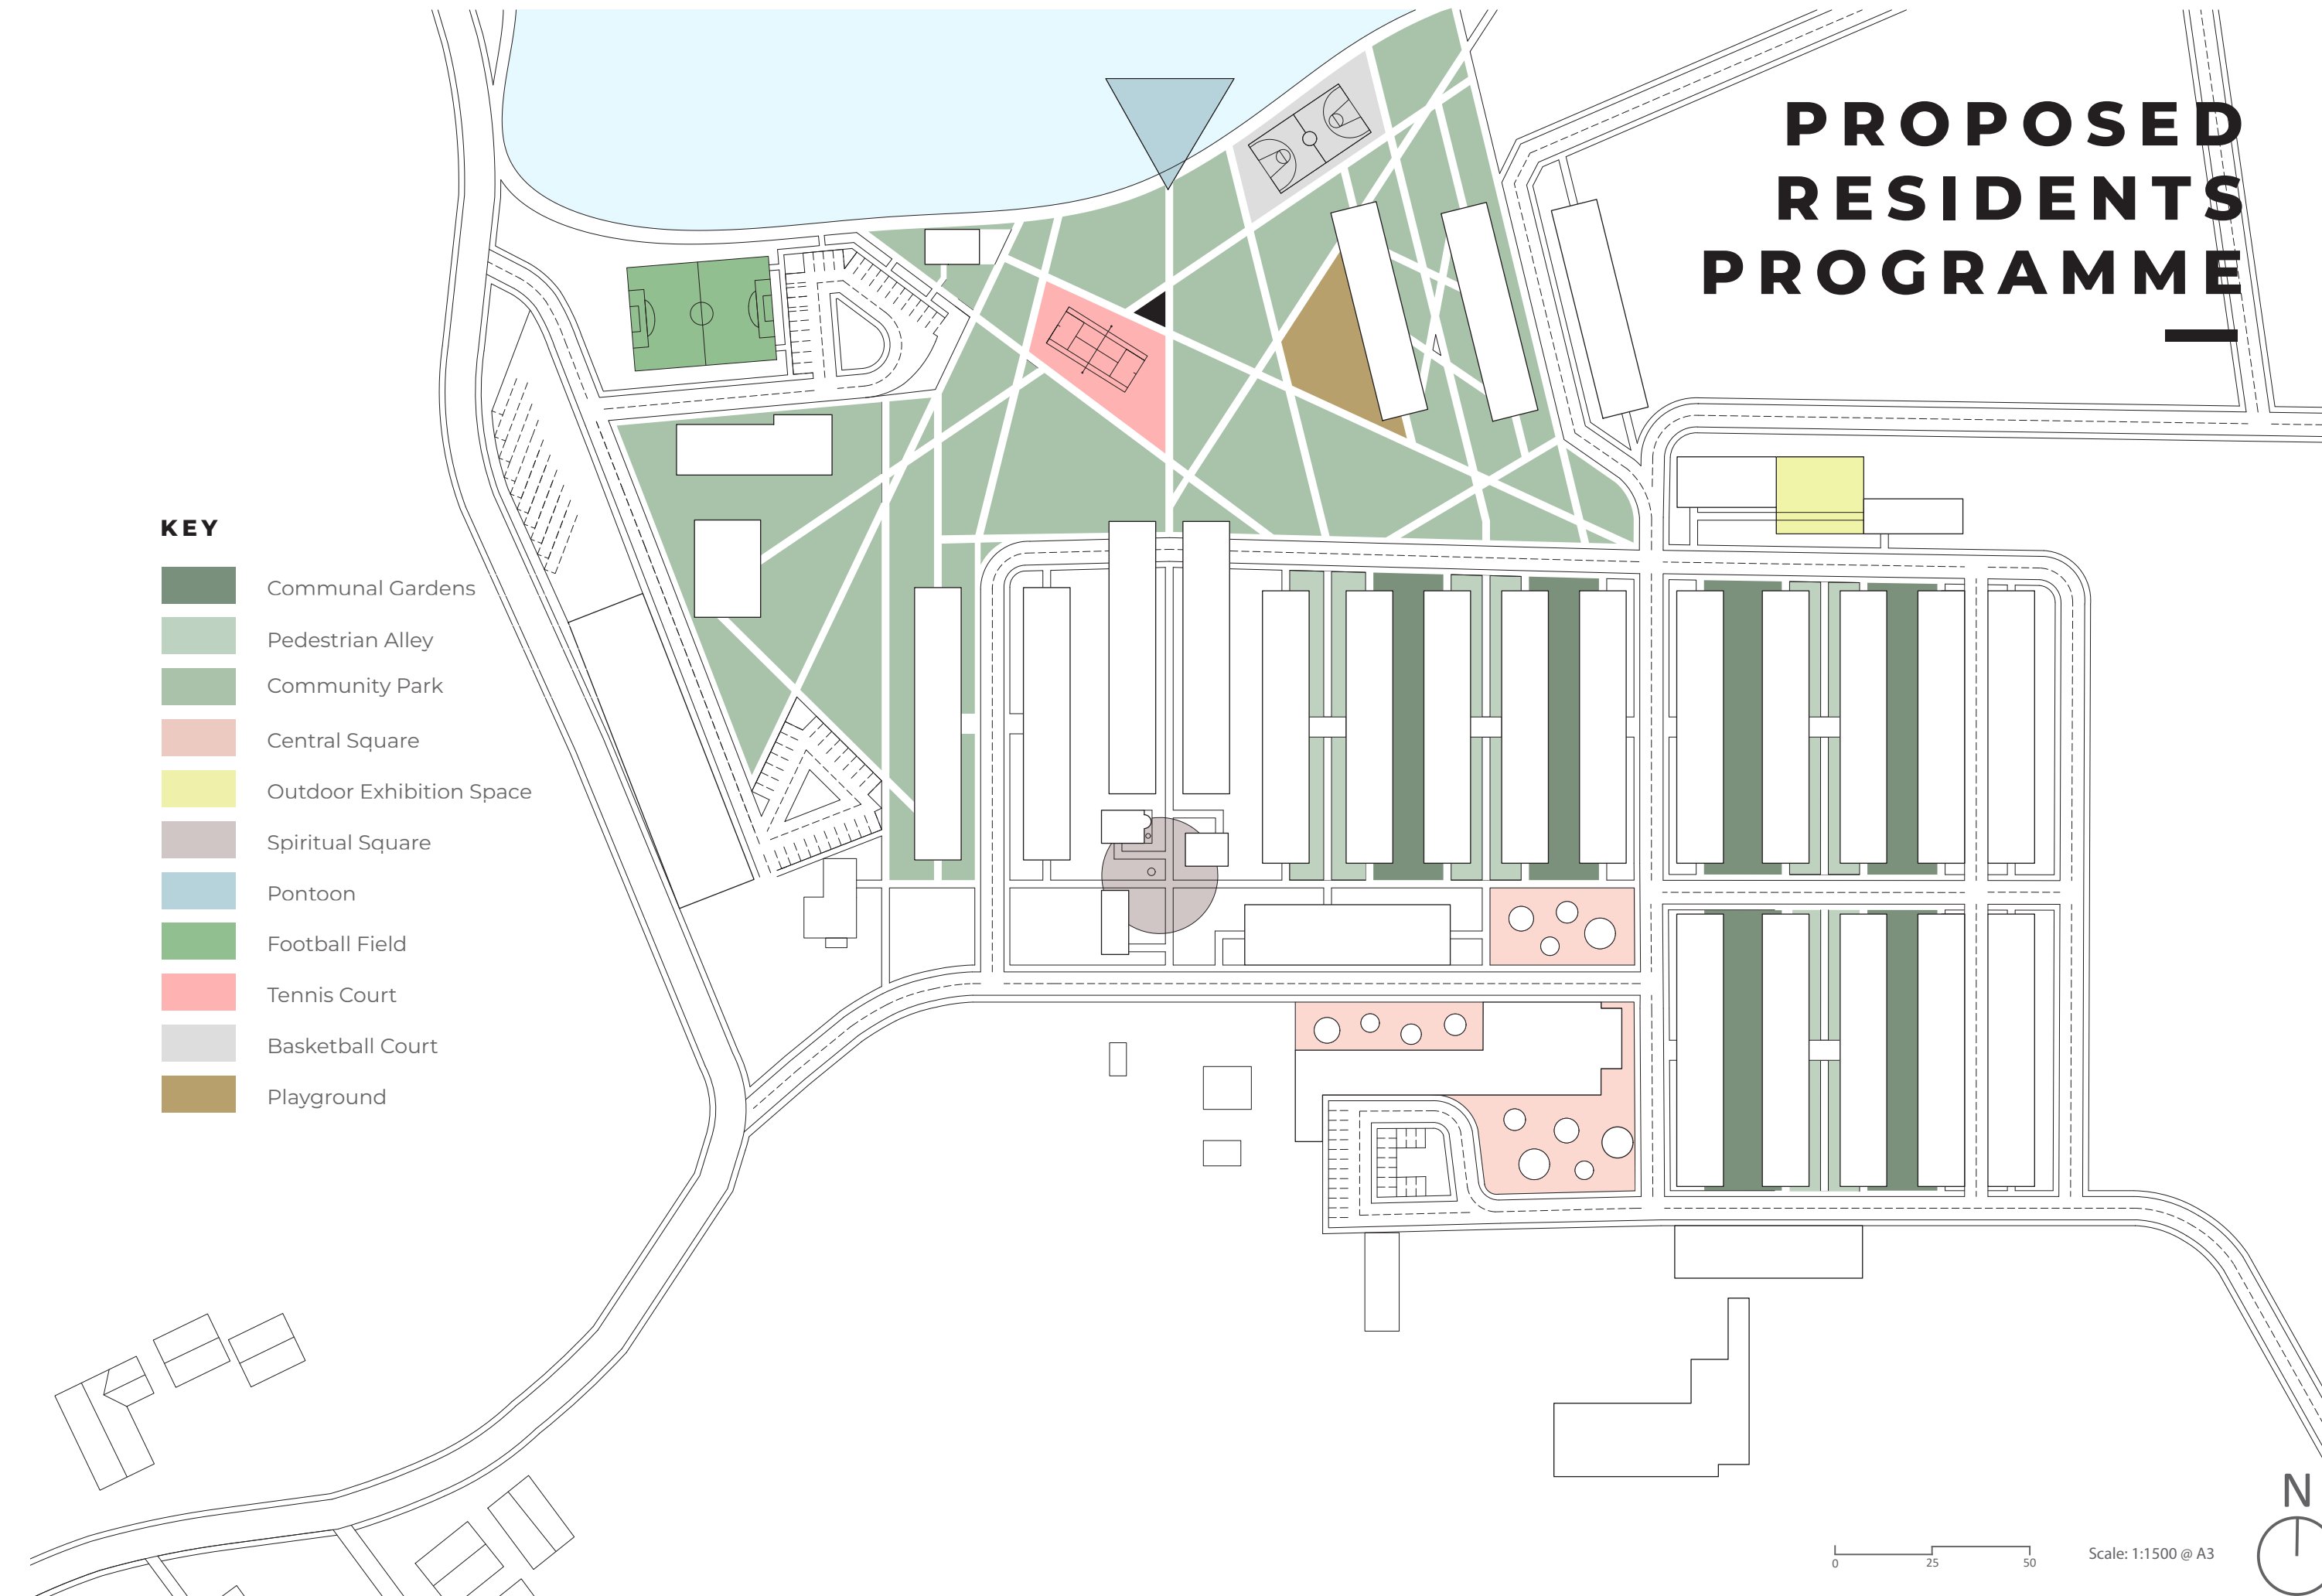 PROPOSED
RESIDENTS
PROGRAMME
KEY
Communal Gardens
Pedestrian Alley
Community Park
Central Square
Outdoor Exhibition Space
Spiritual Square
Pontoon
Football Field
Tennis Court
Basketball Court
Playground
N
0 25 50
Scale: 1:1500 @ A3